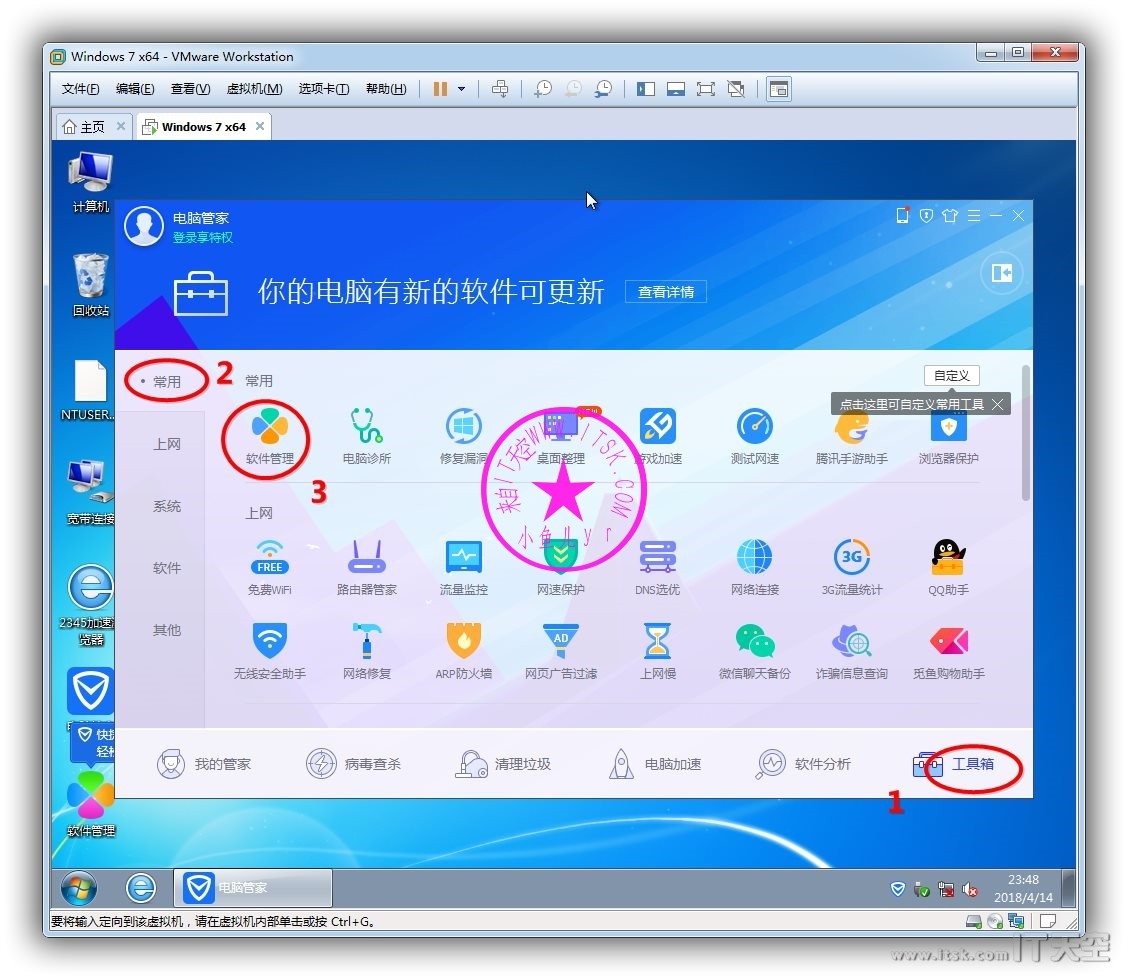 Windows 7 x64 - VMware Workstation
文件(F) 编辑(E) 查看(V) 虚拟机(M) 选项卡(T) 帮助(H)
主页 Windows 7 x64
计算机
回收站
NTUSER...
宽带连接
2345加速浏
览器
快捷
轻松
软件管理
电脑管家
登录享特权
你的电脑有新的软件可更新 查看详情
常用 2 常用 自定义
点击这里可自定义常用工具
上网
系统
软件
其他
软件管理 电脑诊所 修复漏洞 桌面整理 游戏加速 测试网速 腾讯手游助手 浏览器保护
3
来自IT天空WWW.ITSK.COM
小鱼儿yr
上网
FREE 3G
免费WiFi 路由器管家 流量监控 网速保护 DNS选优 网络连接 3G流量统计 QQ助手
AD
无线安全助手 网络修复 ARP防火墙 网页广告过滤 上网慢 微信聊天备份 诈骗信息查询 觅鱼购物助手
我的管家 病毒查杀 清理垃圾 电脑加速 软件分析 工具箱
1
电脑管家
23:48
2018/4/14
要将输入定向到该虚拟机，请在虚拟机内部单击或按 Ctrl+G。
www.itsk.com IT天空